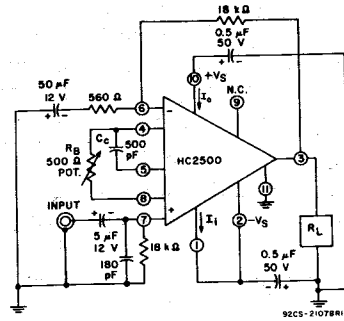 18 kΩ
0.5 μF
50 V
50 μF
12 V
560 Ω
6
−
10
+VS
I0
N.C.
9
4
CC
500
pF
RB
500 Ω
POT.
5
HC2500
3
8
11
INPUT
7
+
Ii
2
−VS
RL
5 μF
12 V
180
pF
18 kΩ
1
0.5 μF
50 V
92CS-21078R1